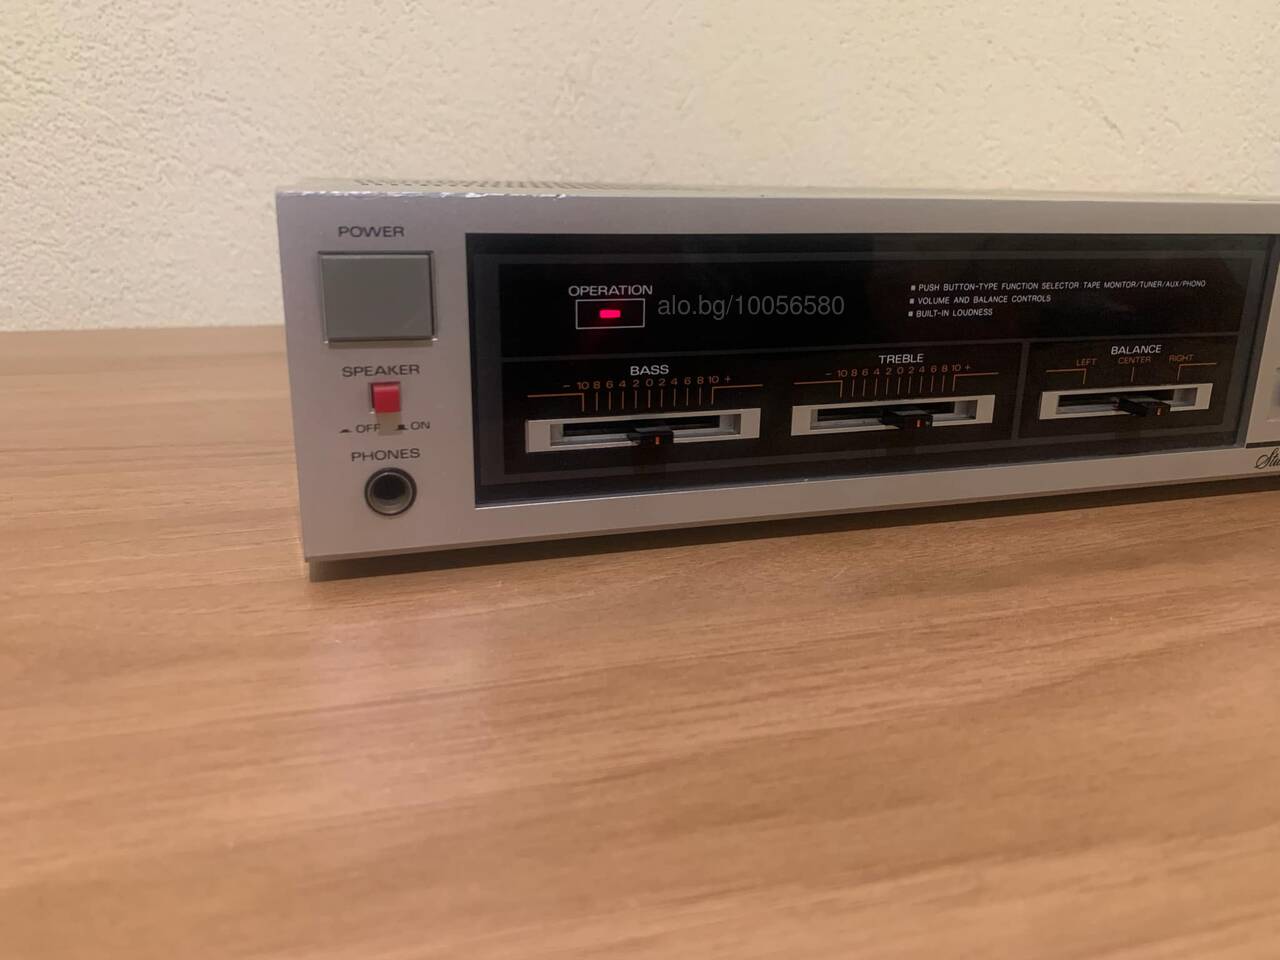 POWER
OPERATION
alo.bg/10056580
PUSH BUTTON-TYPE FUNCTION SELECTOR: TAPE MONITOR/TUNER/AUX/PHONO
VOLUME AND BALANCE CONTROLS
BUILT-IN LOUDNESS
SPEAKER
OFF ON
PHONES
BASS
- 10 8 6 4 2 0 2 4 6 8 10 +
TREBLE
- 10 8 6 4 2 0 2 4 6 8 10 +
BALANCE
LEFT CENTER RIGHT